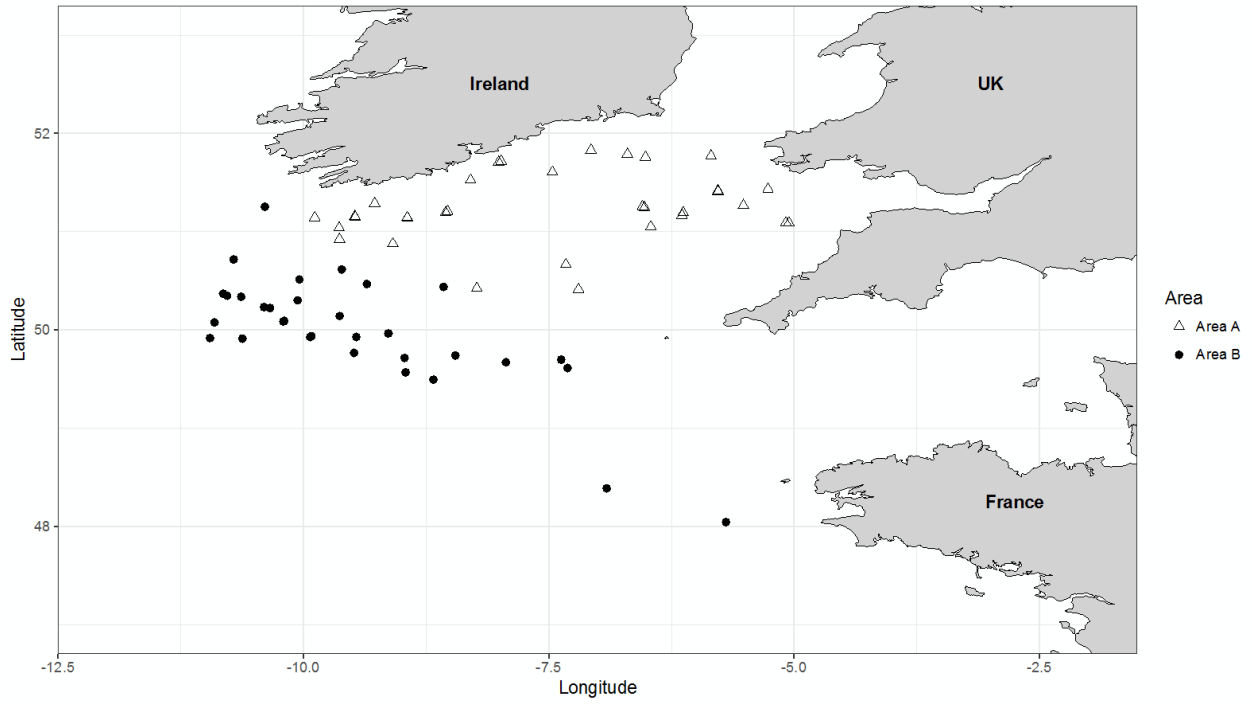 Ireland
UK
France
52
50
48
Latitude
-12.5
-10.0
-7.5
-5.0
-2.5
Longitude
Area
Area A
Area B